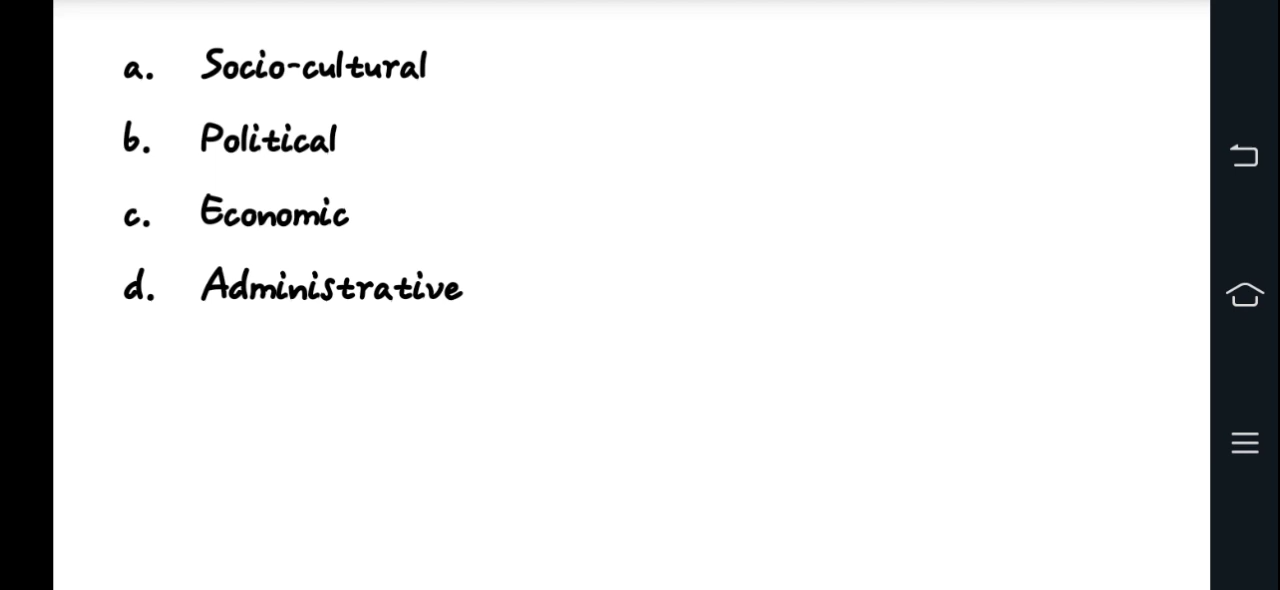 a. Socio-cultural
b. Political
c. Economic
d. Administrative